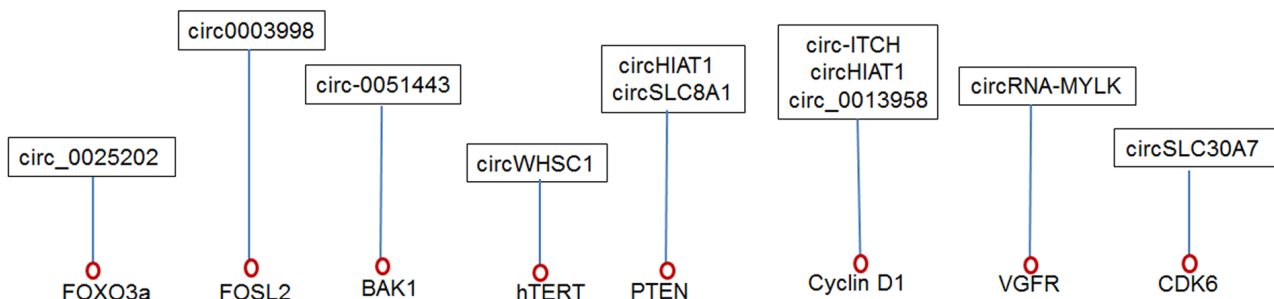 circ_0025202
circ0003998
circ-0051443
circWHSC1
circHIAT1
circSLC8A1
circ-ITCH
circHIAT1
circ_0013958
circRNA-MYLK
circSLC30A7
FOXO3a
FOSL2
BAK1
hTERT
PTEN
Cyclin D1
VGFR
CDK6